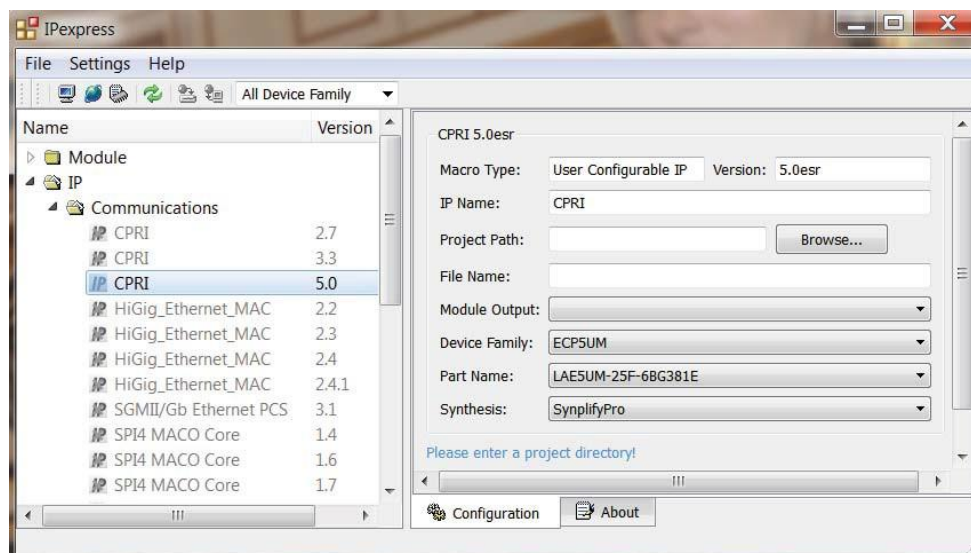 IPexpress
File Settings Help
All Device Family
Name Version
Module
IP
Communications
CPRI 2.7
CPRI 3.3
CPRI 5.0
HiGig_Ethernet_MAC 2.2
HiGig_Ethernet_MAC 2.3
HiGig_Ethernet_MAC 2.4
HiGig_Ethernet_MAC 2.4.1
SGMII/Gb Ethernet PCS 3.1
SPI4 MACO Core 1.4
SPI4 MACO Core 1.6
SPI4 MACO Core 1.7
CPRI 5.0esr
Macro Type: User Configurable IP Version: 5.0esr
IP Name: CPRI
Project Path: Browse...
File Name:
Module Output:
Device Family: ECP5UM
Part Name: LAE5UM-25F-6BG381E
Synthesis: SynplifyPro
Please enter a project directory!
Configuration About